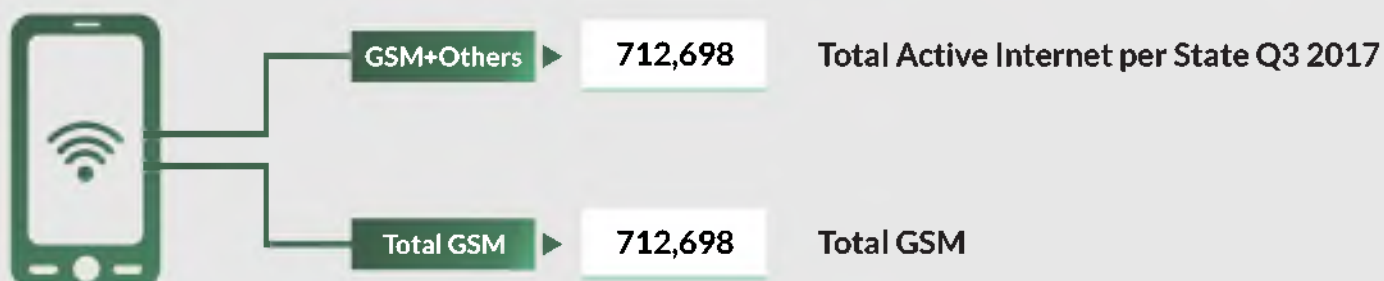 GSM+Others 712,698 Total Active Internet per State Q3 2017
Total GSM 712,698 Total GSM